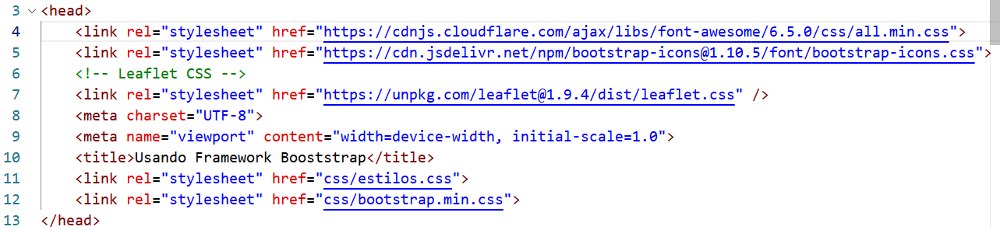 3 <head>
4 <link rel="stylesheet" href="https://cdnjs.cloudflare.com/ajax/libs/font-awesome/6.5.0/css/all.min.css">
5 <link rel="stylesheet" href="https://cdn.jsdelivr.net/npm/bootstrap-icons@1.10.5/font/bootstrap-icons.css">
6 <!-- Leaflet CSS -->
7 <link rel="stylesheet" href="https://unpkg.com/leaflet@1.9.4/dist/leaflet.css" />
8 <meta charset="UTF-8">
9 <meta name="viewport" content="width=device-width, initial-scale=1.0">
10 <title>Usando Framework Booststrap</title>
11 <link rel="stylesheet" href="css/estilos.css">
12 <link rel="stylesheet" href="css/bootstrap.min.css">
13 </head>